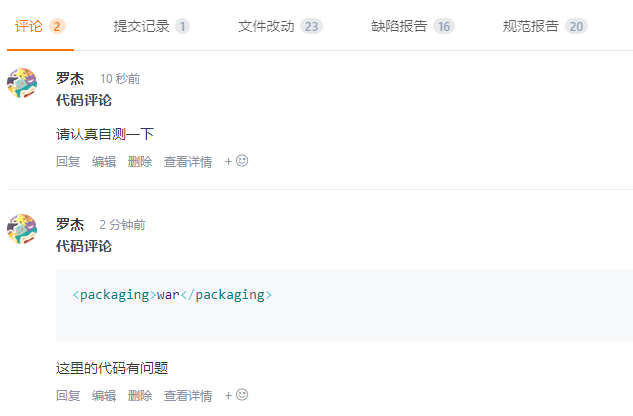 评论 2 提交记录 1 文件改动 23 缺陷报告 16 规范报告 20
罗杰 10 秒前
代码评论
请认真自测一下
回复 编辑 删除 查看详情 +
罗杰 2 分钟前
代码评论
<packaging>war</packaging>
这里的代码有问题
回复 编辑 删除 查看详情 +